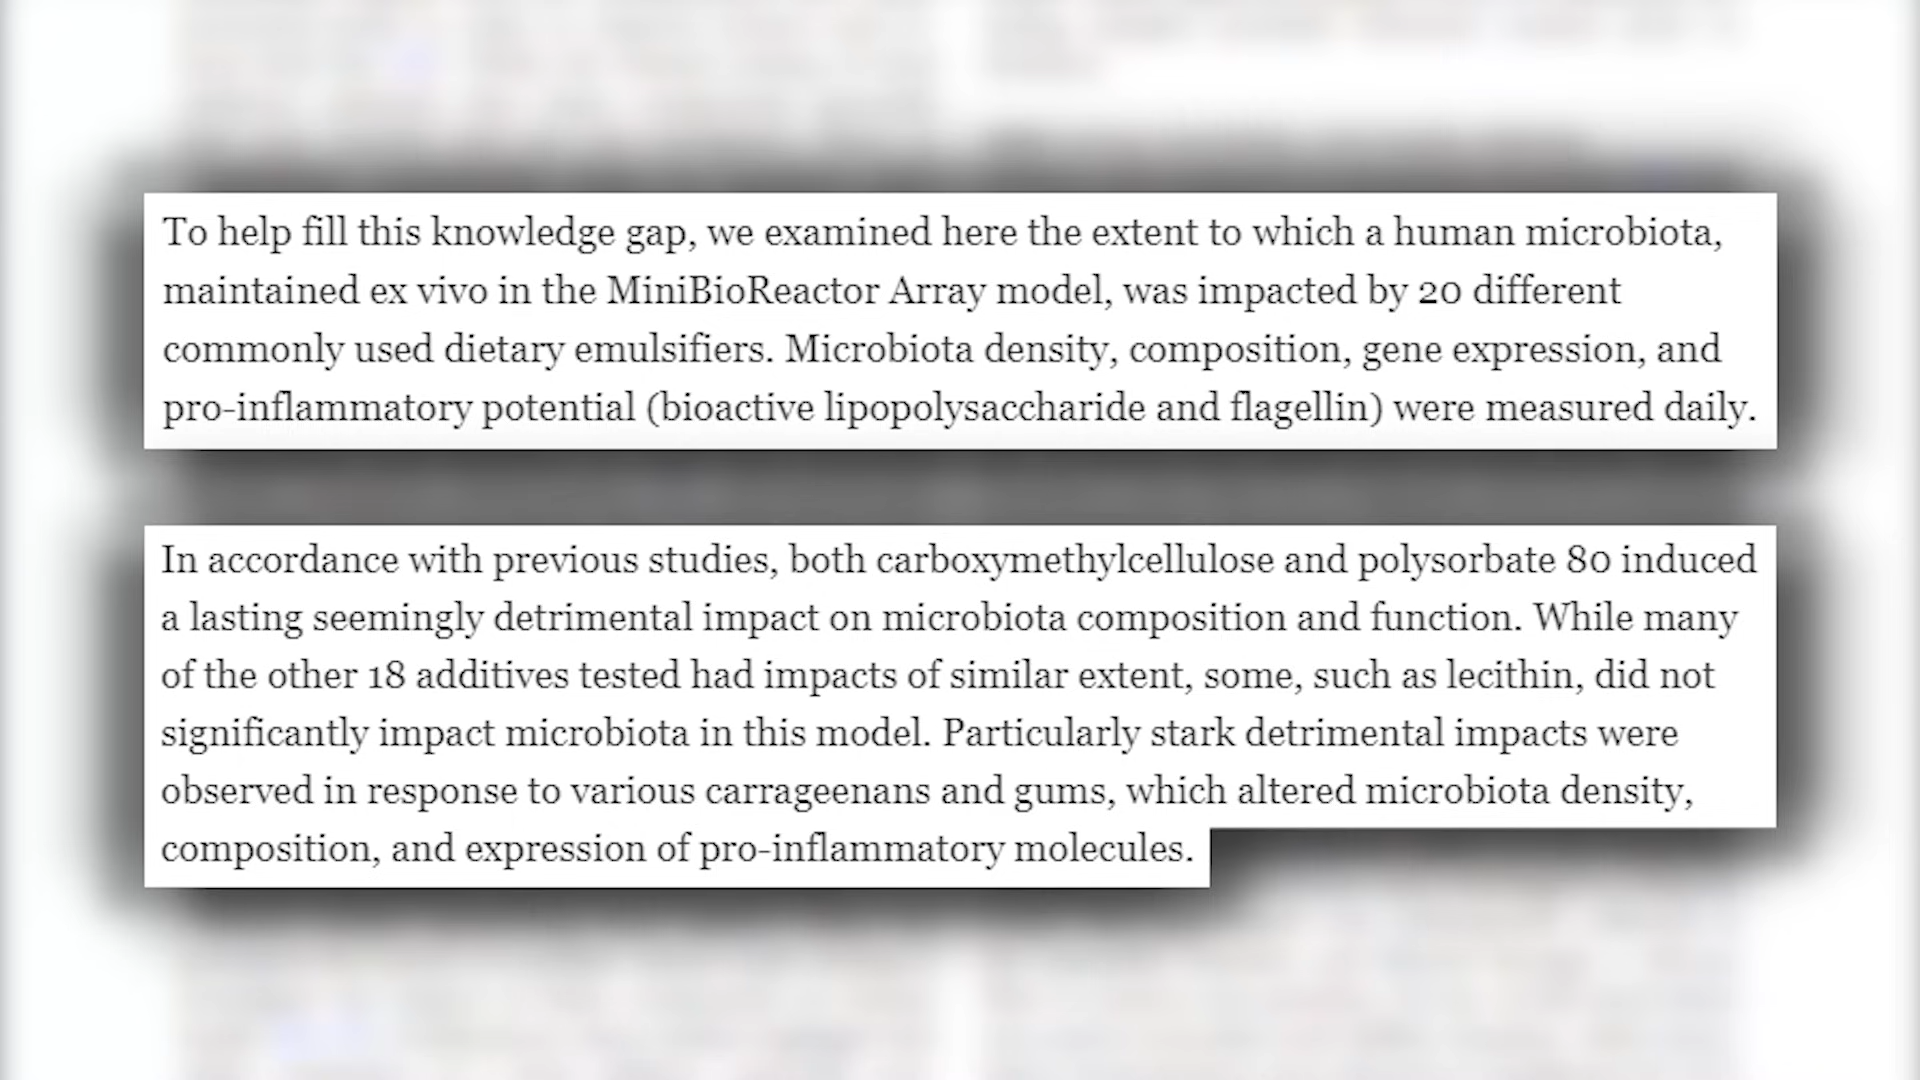 To help fill this knowledge gap, we examined here the extent to which a human microbiota,
maintained ex vivo in the MiniBioReactor Array model, was impacted by 20 different
commonly used dietary emulsifiers. Microbiota density, composition, gene expression, and
pro-inflammatory potential (bioactive lipopolysaccharide and flagellin) were measured daily.
In accordance with previous studies, both carboxymethylcellulose and polysorbate 80 induced
a lasting seemingly detrimental impact on microbiota composition and function. While many
of the other 18 additives tested had impacts of similar extent, some, such as lecithin, did not
significantly impact microbiota in this model. Particularly stark detrimental impacts were
observed in response to various carrageenans and gums, which altered microbiota density,
composition, and expression of pro-inflammatory molecules.